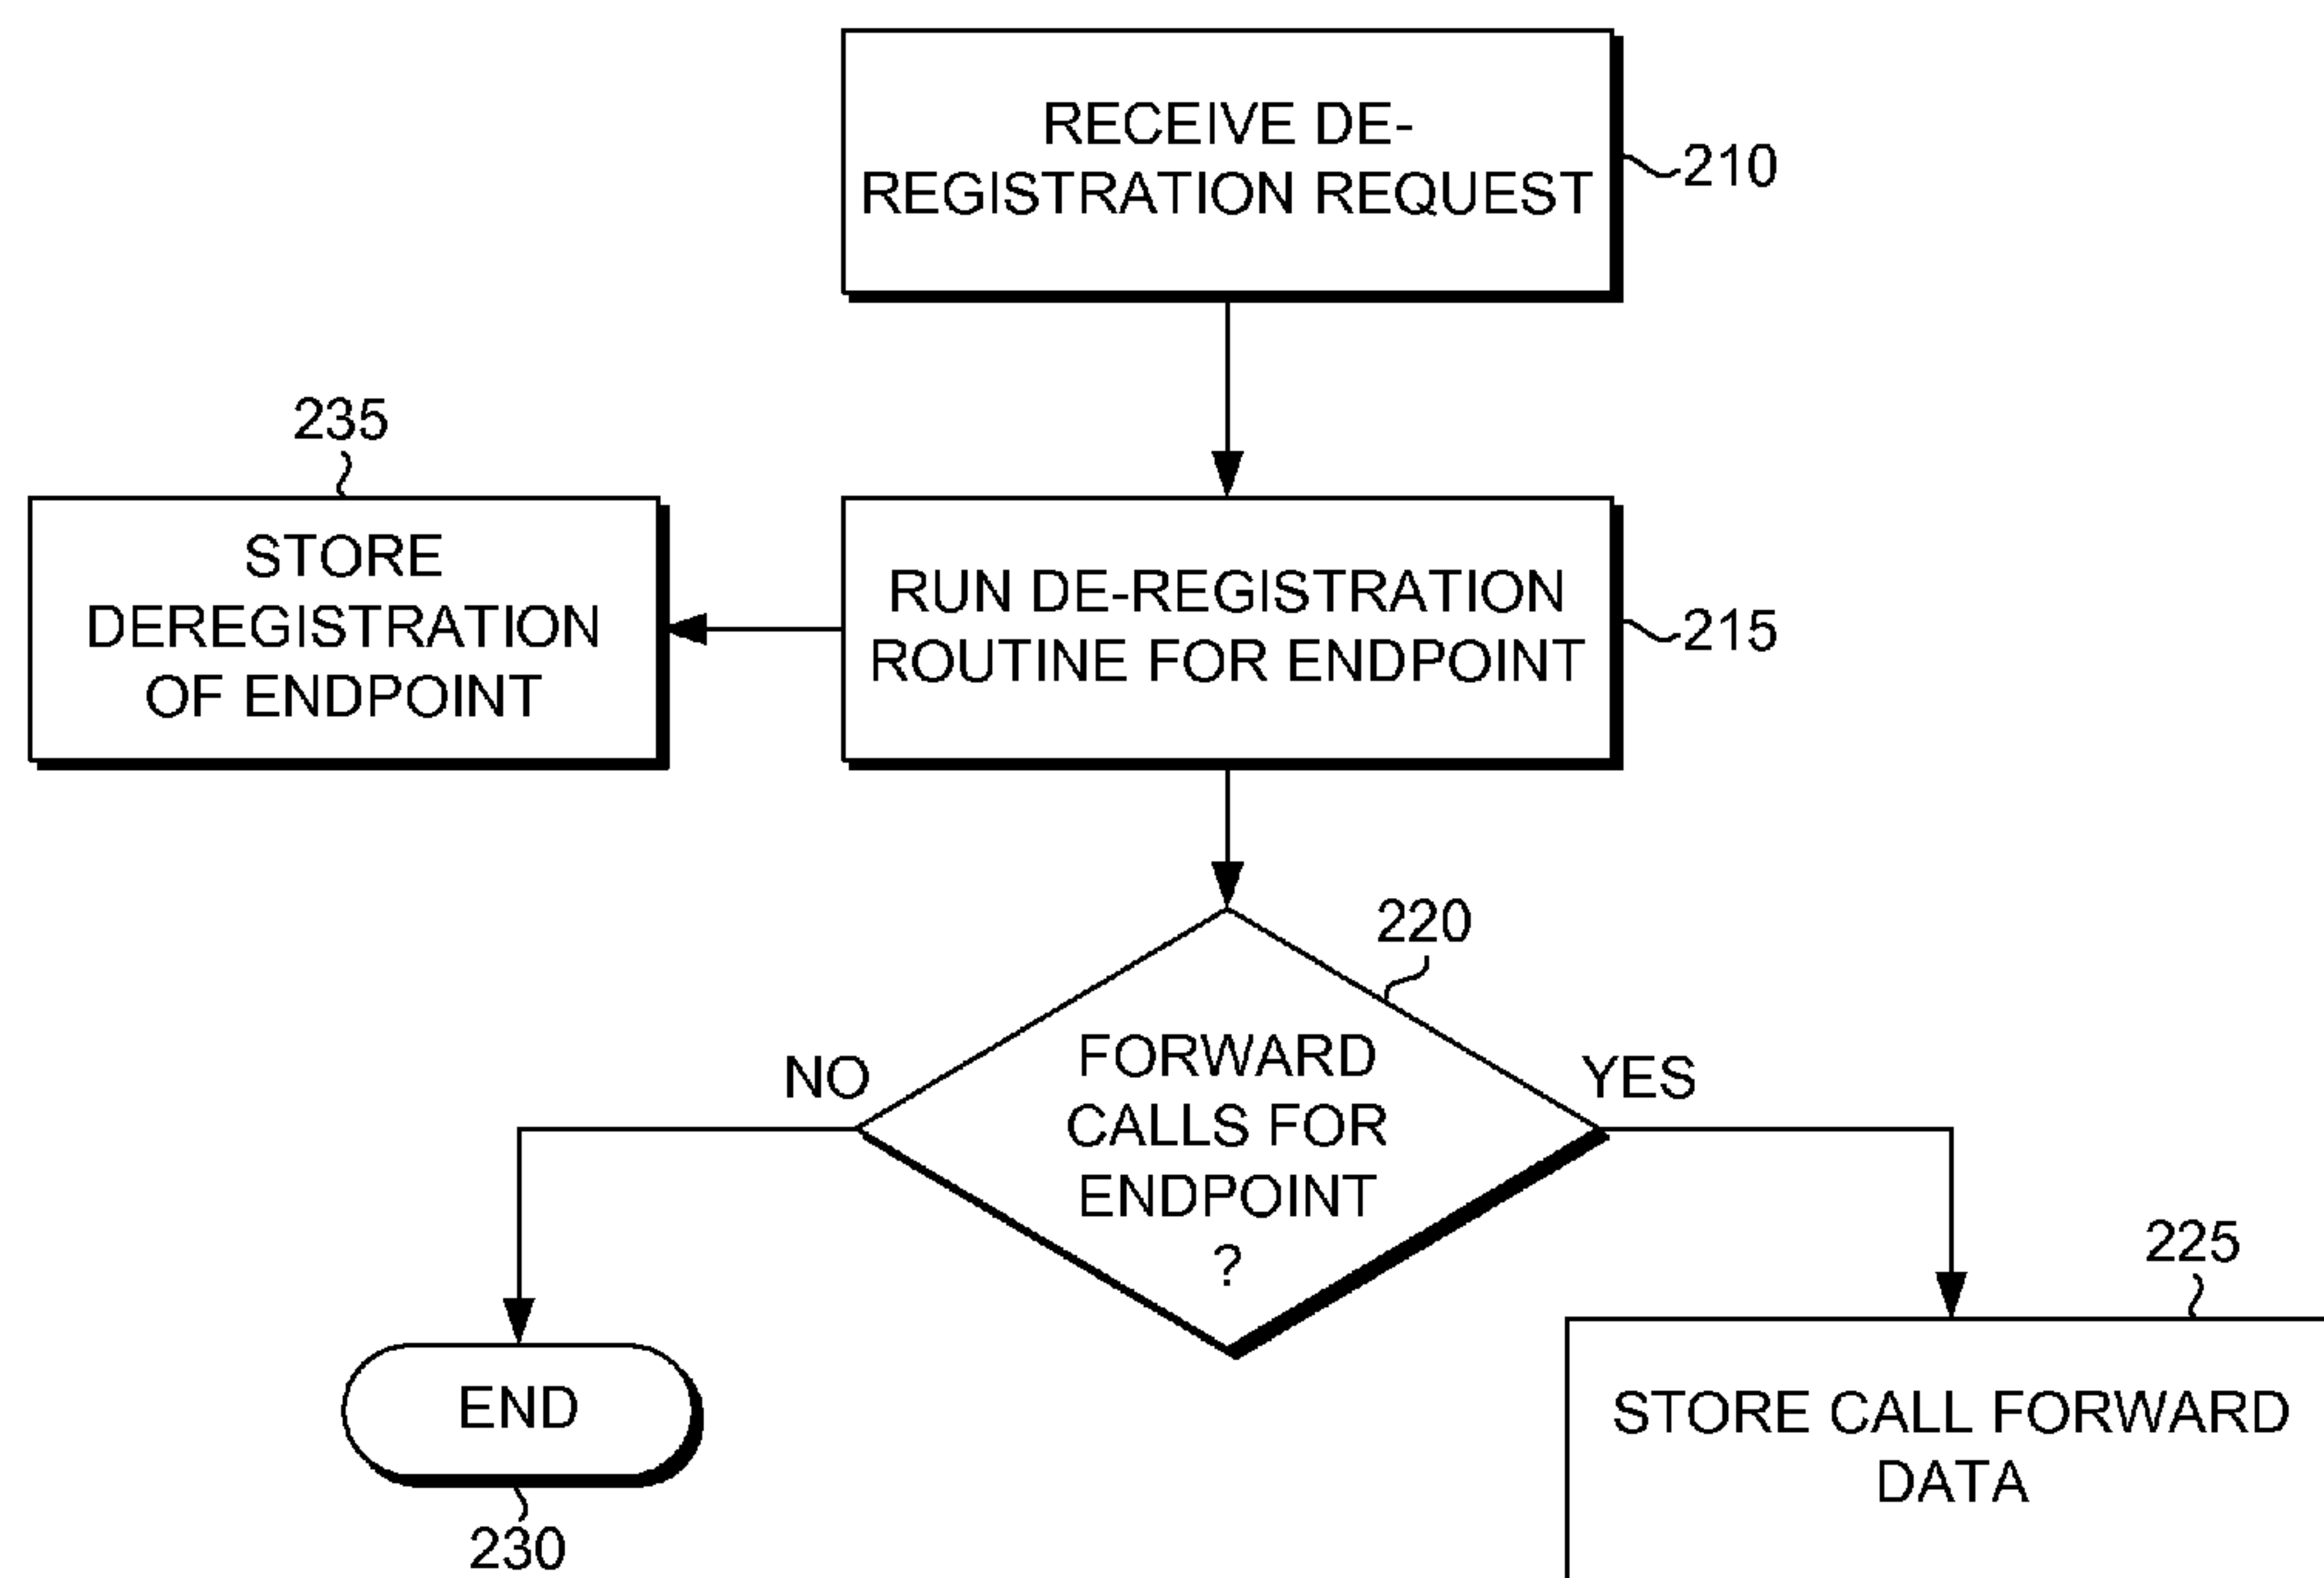 RECEIVE DE-
REGISTRATION REQUEST
210
235
STORE
DEREGISTRATION
OF ENDPOINT
RUN DE-REGISTRATION
ROUTINE FOR ENDPOINT
215
220
FORWARD
CALLS FOR
ENDPOINT
?
NO
YES
225
END
230
STORE CALL FORWARD
DATA